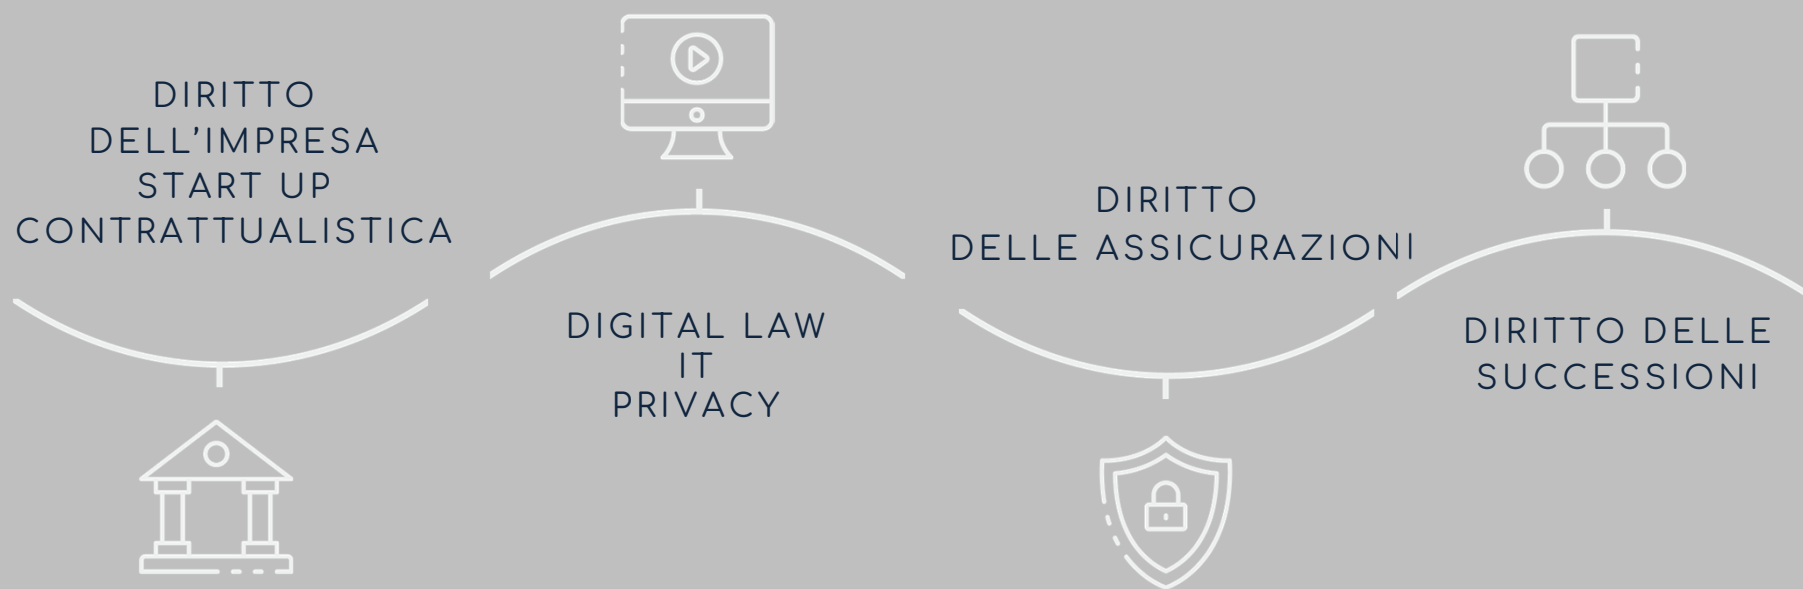 DIRITTO
DELL'IMPRESA
START UP
CONTRATTUALISTICA
DIGITAL LAW
IT
PRIVACY
DIRITTO
DELLE ASSICURAZIONI
DIRITTO DELLE
SUCCESSIONI